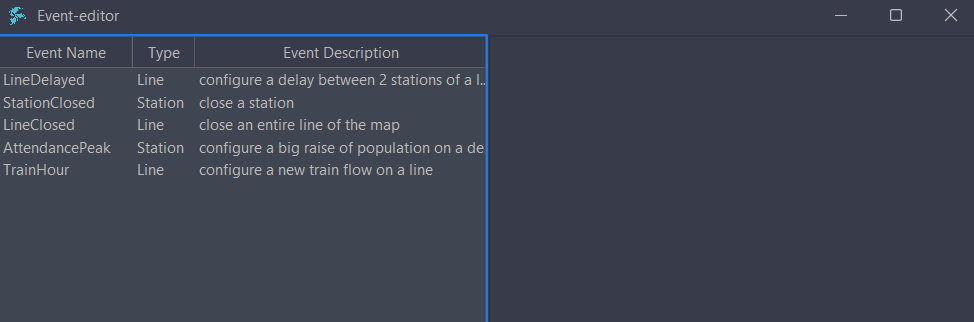 Event-editor
Event Name Type Event Description
LineDelayed Line configure a delay between 2 stations of a l...
StationClosed Station close a station
LineClosed Line close an entire line of the map
AttendancePeak Station configure a big raise of population on a de
TrainHour Line configure a new train flow on a line